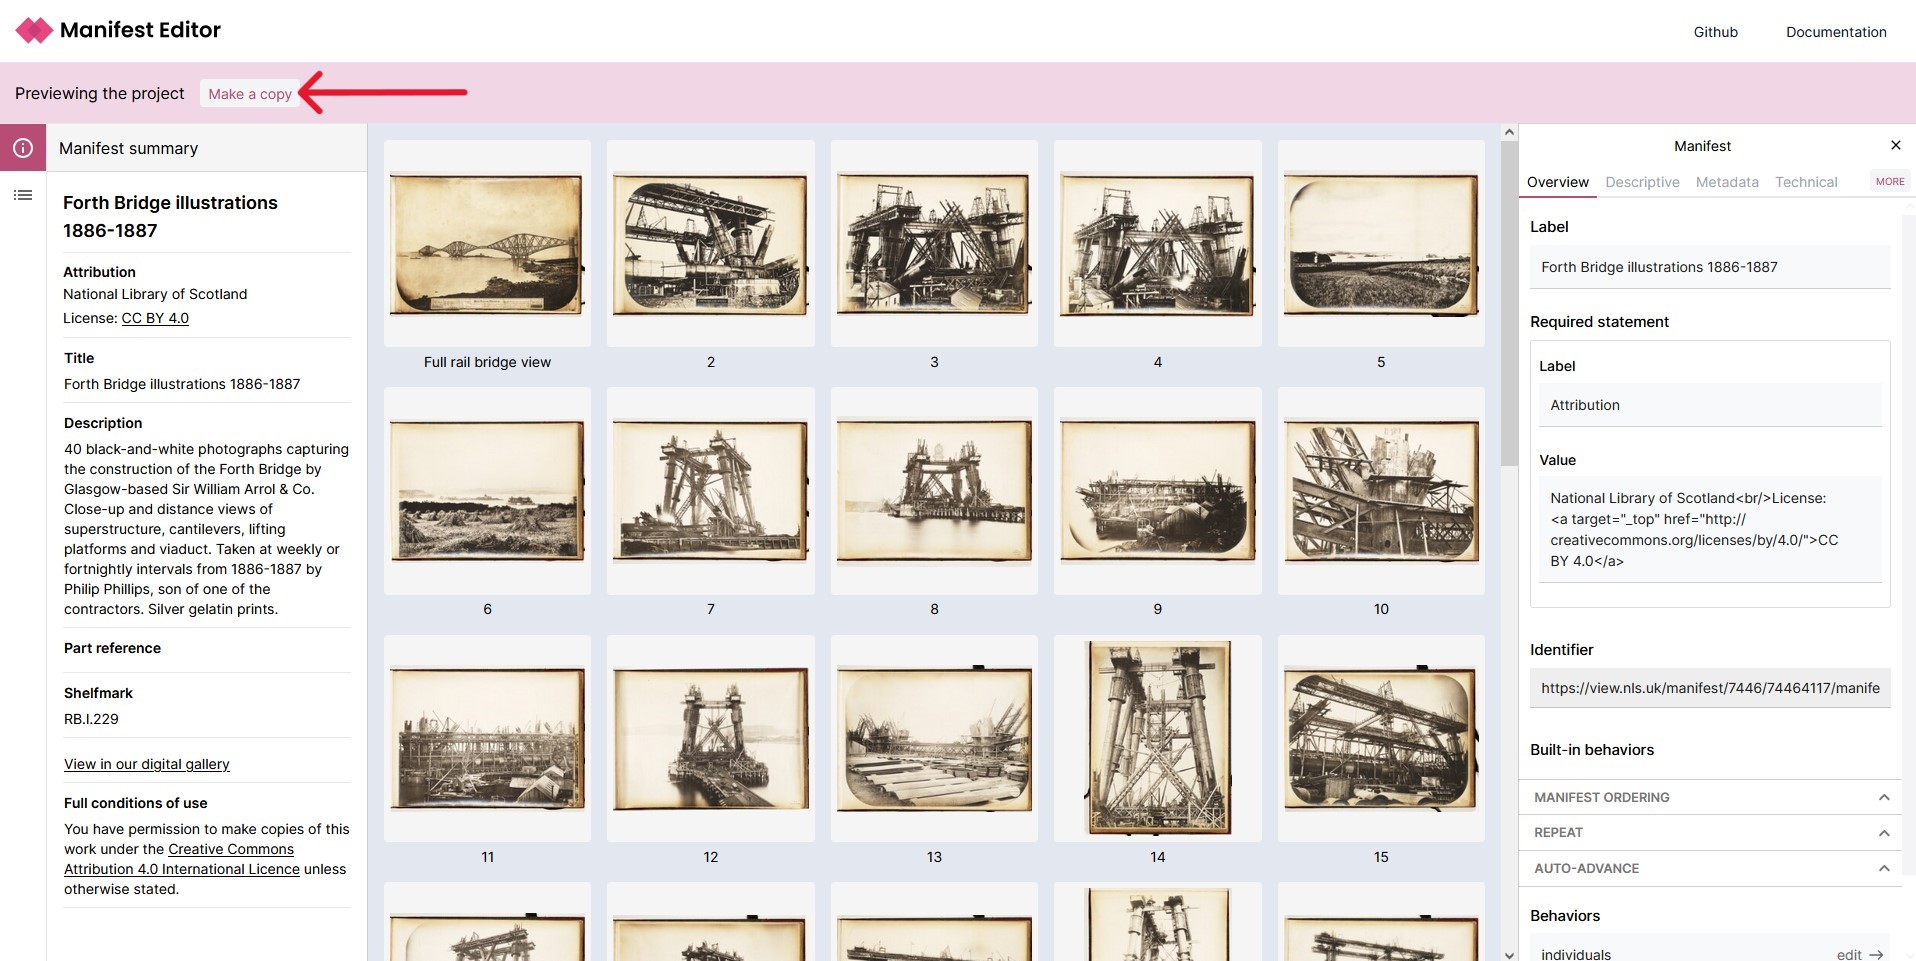 Manifest Editor
Github
Documentation
Previewing the project
Make a copy
Manifest summary
Forth Bridge illustrations
1886-1887
Attribution
National Library of Scotland
License: CC BY 4.0
Title
Forth Bridge illustrations 1886-1887
Description
40 black-and-white photographs capturing
the construction of the Forth Bridge by
Glasgow-based Sir William Arrol & Co.
Close-up and distance views of
superstructure, cantilevers, lifting
platforms and viaduct. Taken at weekly or
fortnightly intervals from 1886-1887 by
Philip Phillips, son of one of the
contractors. Silver gelatin prints.
Part reference
Shelfmark
RB.I.229
View in our digital gallery
Full conditions of use
You have permission to make copies of this
work under the Creative Commons
Attribution 4.0 International Licence unless
otherwise stated.
Full rail bridge view
2
3
4
5
6
7
8
9
10
11
12
13
14
15
Manifest
Overview
Descriptive
Metadata
Technical
MORE
Label
Forth Bridge illustrations 1886-1887
Required statement
Label
Attribution
Value
National Library of Scotland<br/>License:
<a target="_top" href="http://
creativecommons.org/licenses/by/4.0/">CC
BY 4.0</a>
Identifier
https://view.nls.uk/manifest/7446/74464117/manife
Built-in behaviors
MANIFEST ORDERING
REPEAT
AUTO-ADVANCE
Behaviors
individuals
edit